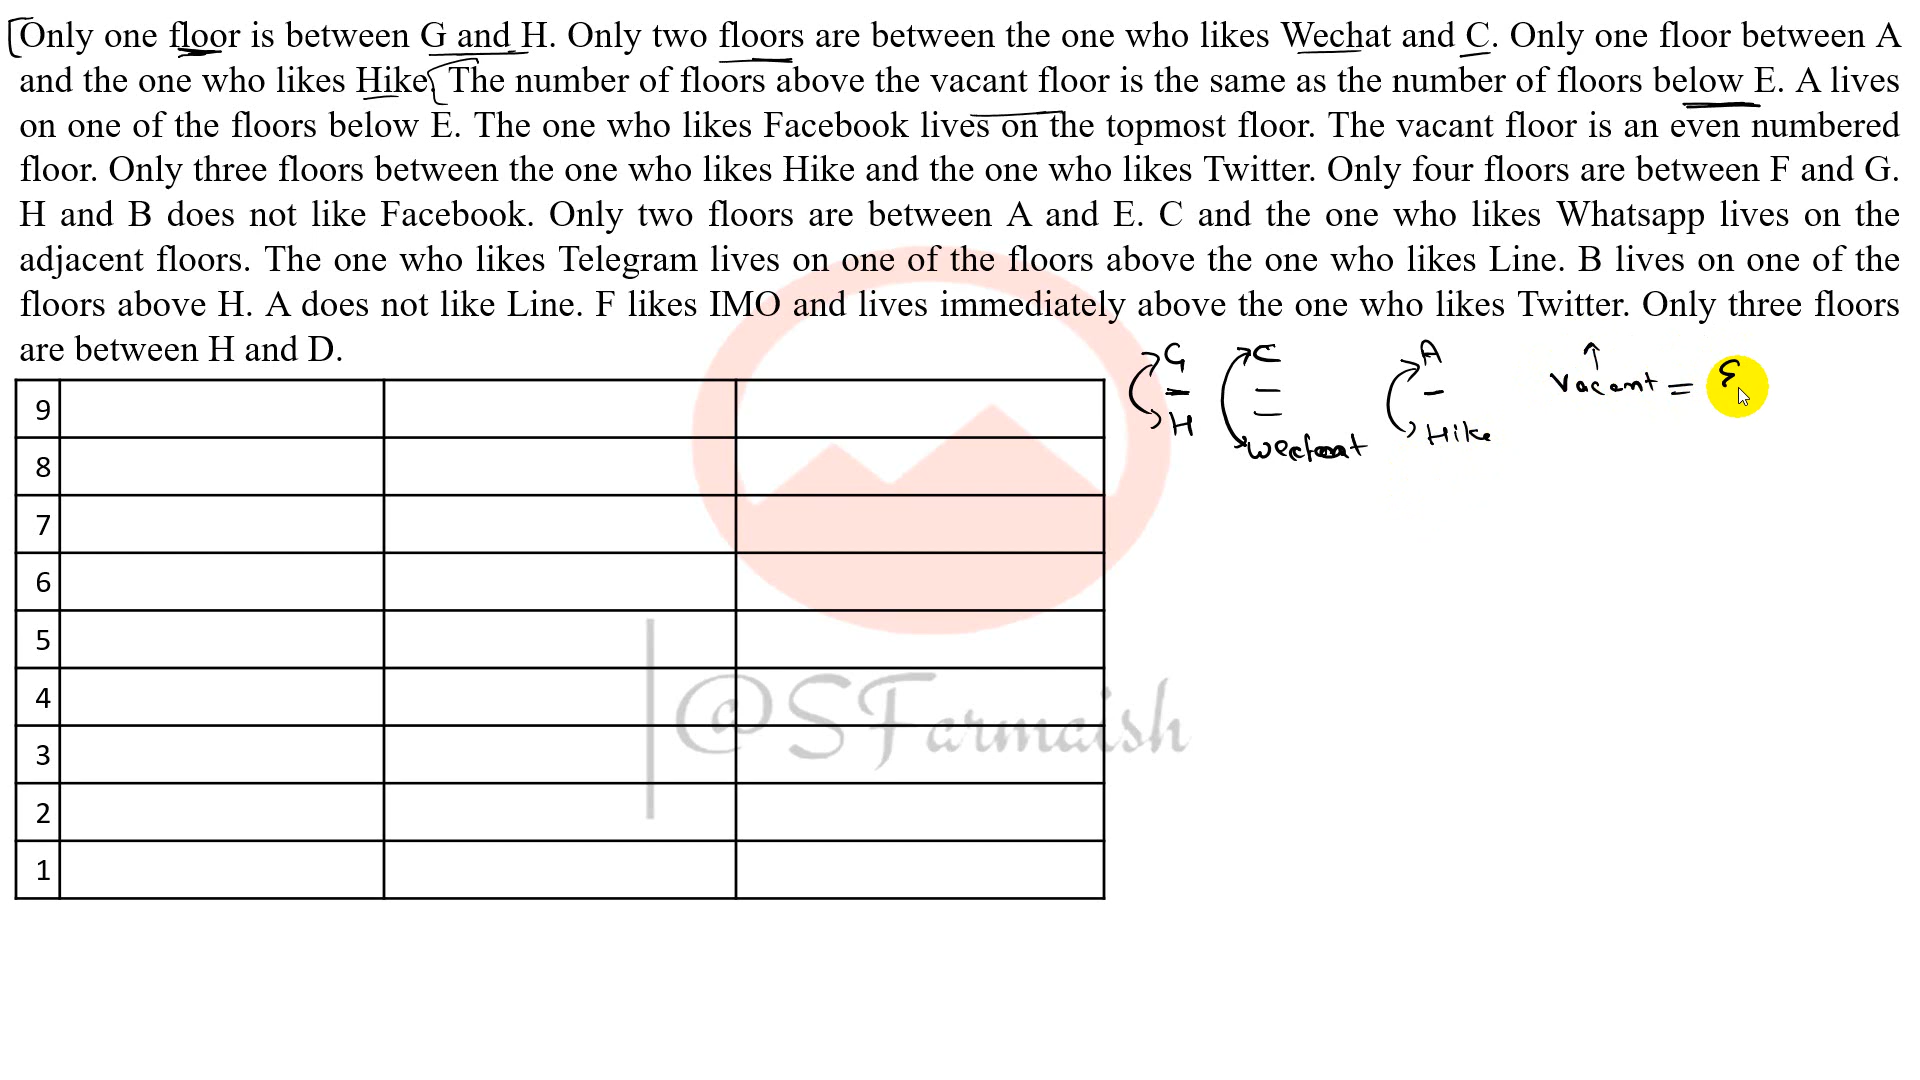 Only one floor is between G and H. Only two floors are between the one who likes Wechat and C. Only one floor between A
and the one who likes Hike. The number of floors above the vacant floor is the same as the number of floors below E. A lives
on one of the floors below E. The one who likes Facebook lives on the topmost floor. The vacant floor is an even numbered
floor. Only three floors between the one who likes Hike and the one who likes Twitter. Only four floors are between F and G.
H and B does not like Facebook. Only two floors are between A and E. C and the one who likes Whatsapp lives on the
adjacent floors. The one who likes Telegram lives on one of the floors above the one who likes Line. B lives on one of the
floors above H. A does not like Line. F likes IMO and lives immediately above the one who likes Twitter. Only three floors
are between H and D.
G C A
Vacant = E
H Wechat Hike
9
8
7
6
5
4
@SFarmaish
3
2
1